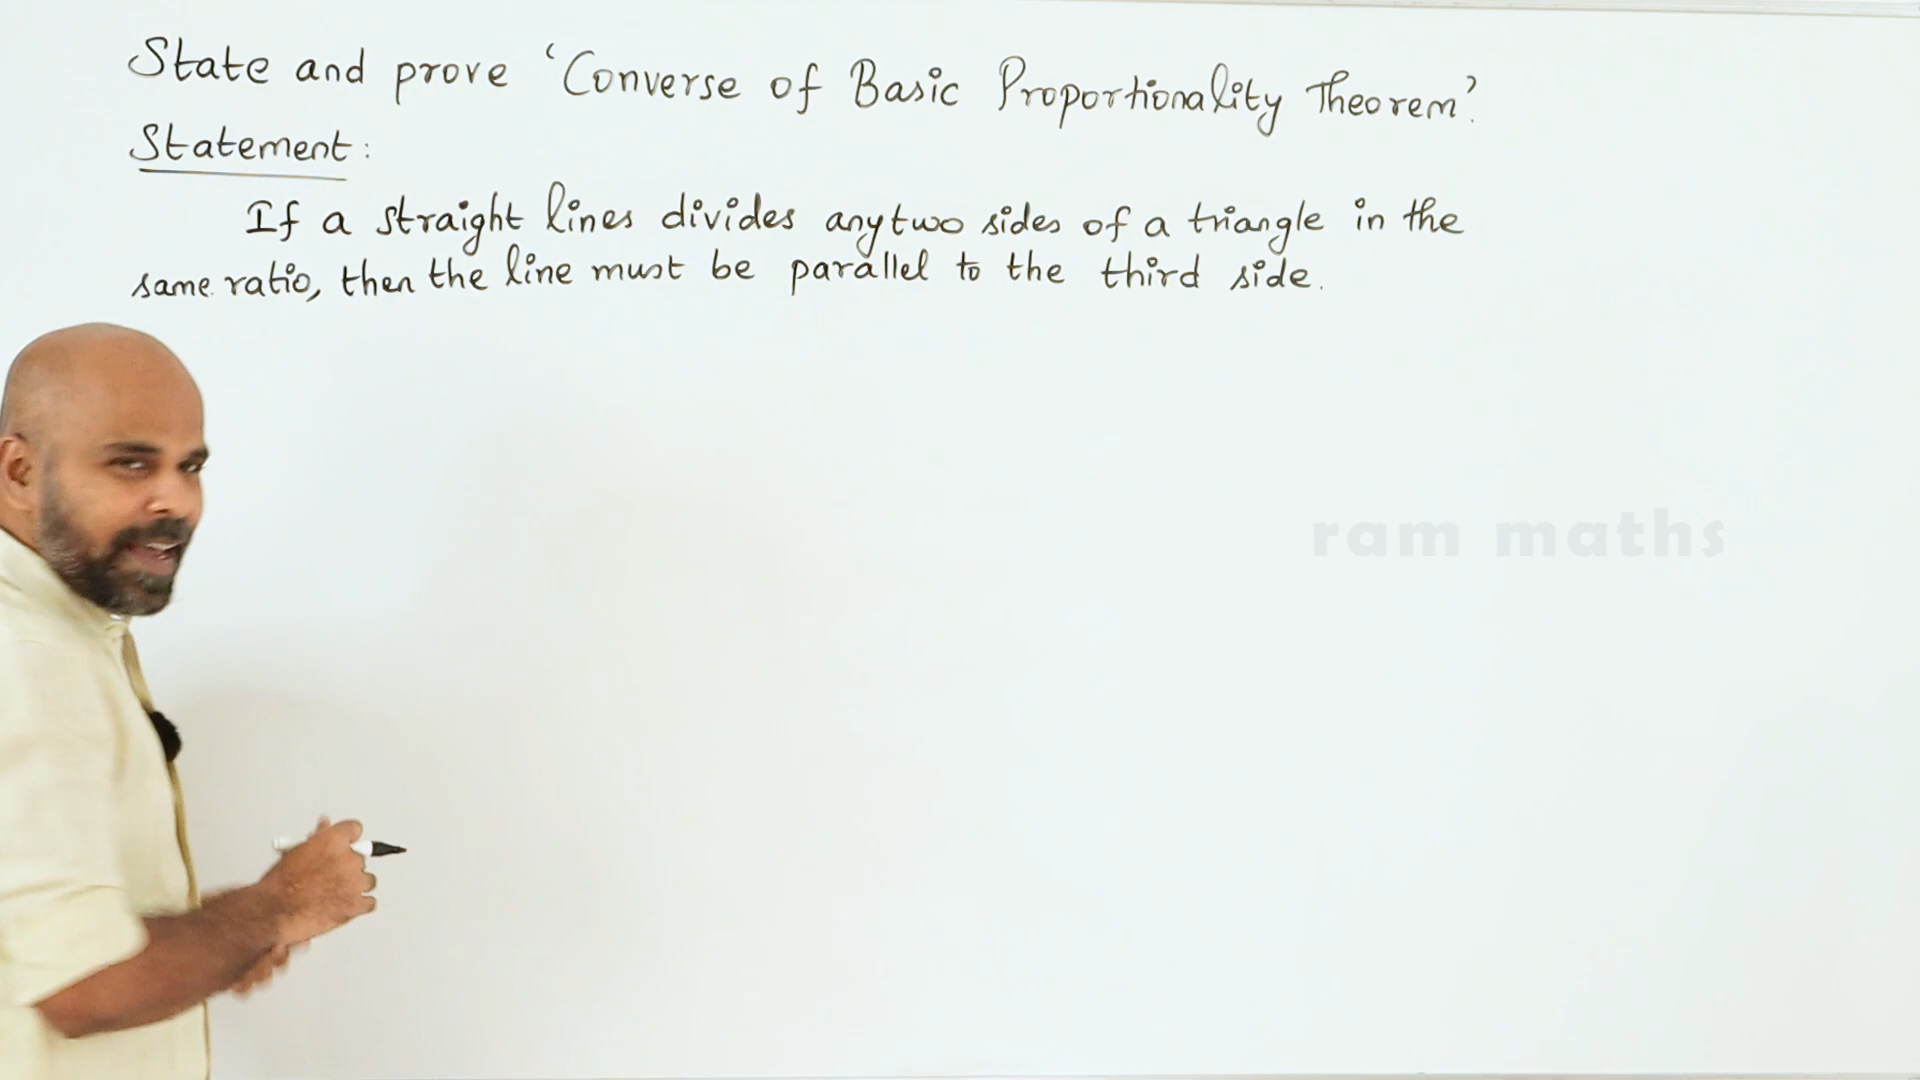 State and prove ‘Converse of Basic Proportionality Theorem’.
Statement:
If a straight lines divides any two sides of a triangle in the
same ratio, then the line must be parallel to the third side.
ram maths